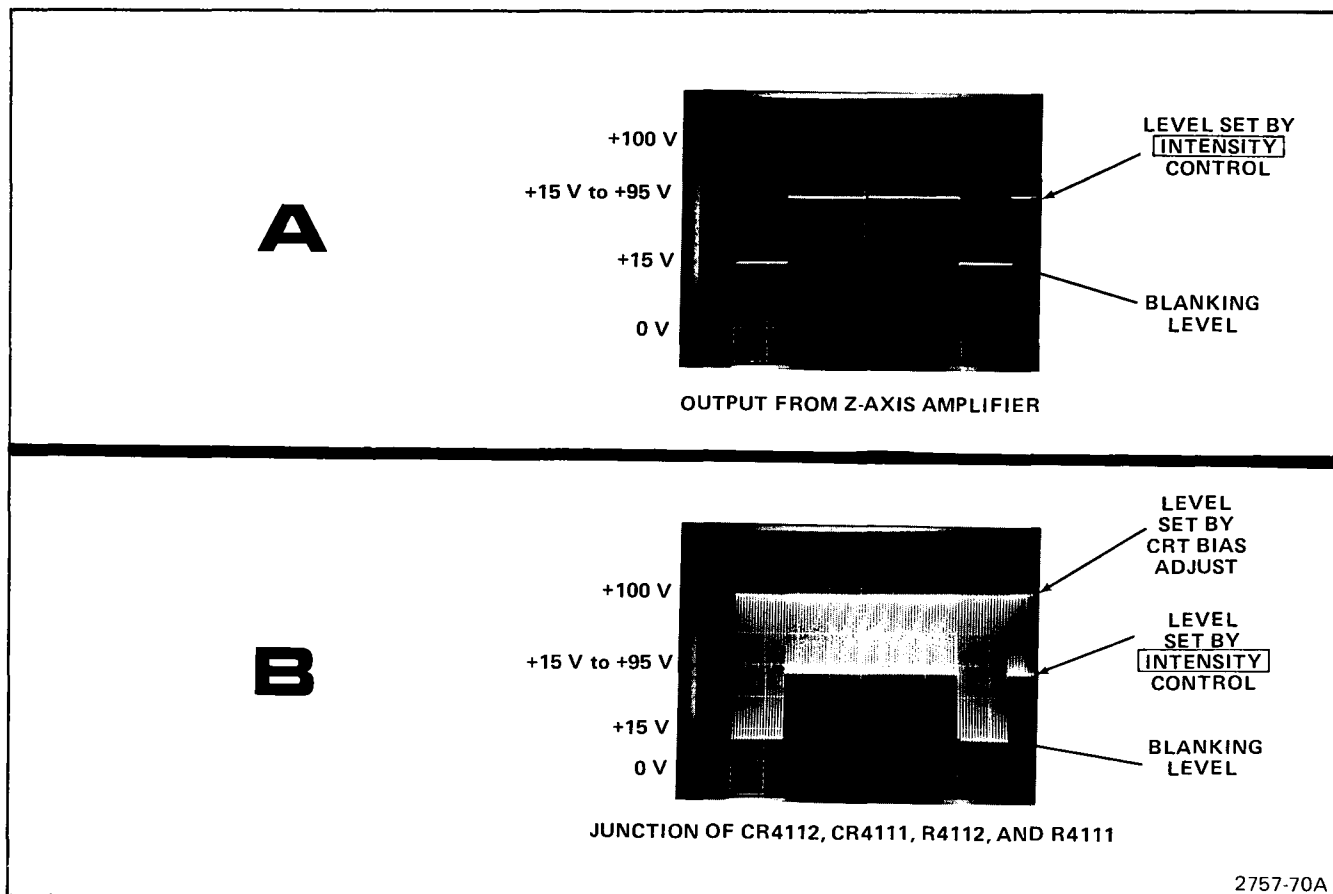 A
+100 V
+15 V to +95 V
+15 V
0 V
LEVEL SET BY
INTENSITY
CONTROL
BLANKING
LEVEL
OUTPUT FROM Z-AXIS AMPLIFIER
B
+100 V
+15 V to +95 V
+15 V
0 V
LEVEL
SET BY
CRT BIAS
ADJUST
LEVEL
SET BY
INTENSITY
CONTROL
BLANKING
LEVEL
JUNCTION OF CR4112, CR4111, R4112, AND R4111
2757-70A